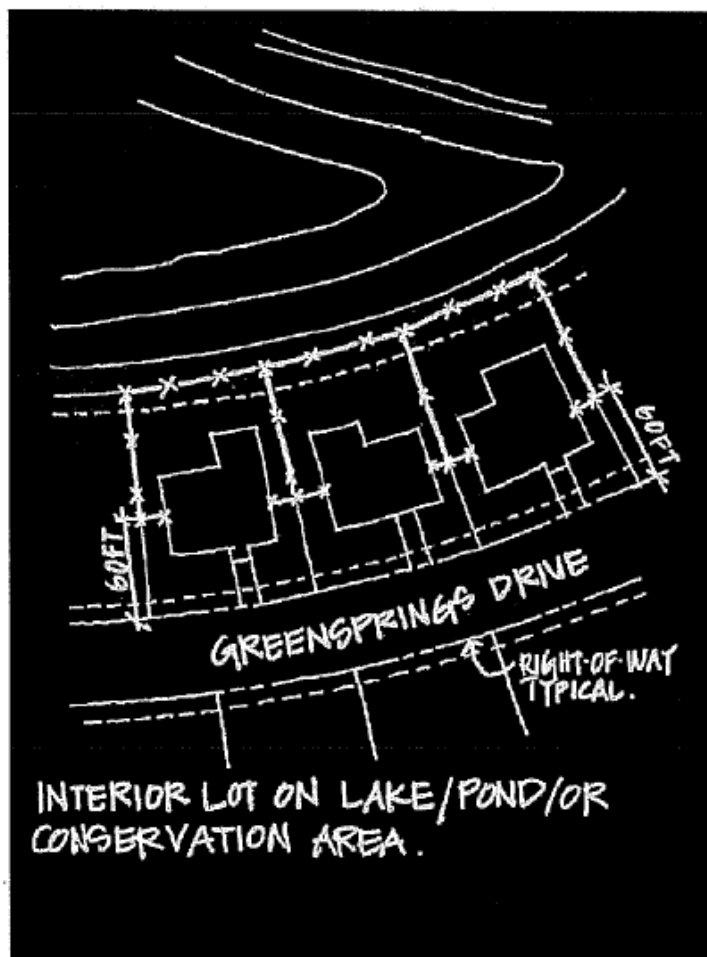 60FT
60FT
GREENSPRINGS DRIVE
RIGHT-OF-WAY
TYPICAL.
INTERIOR LOT ON LAKE/POND/OR
CONSERVATION AREA.